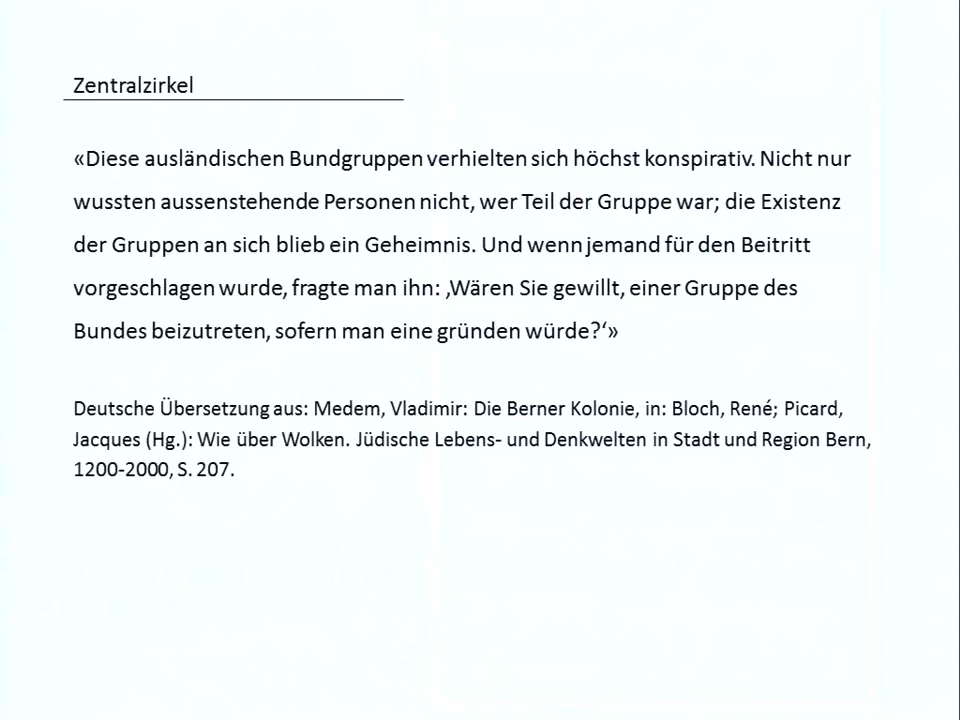 Zentralzirkel
«Diese ausländischen Bundgruppen verhielten sich höchst konspirativ. Nicht nur
wussten aussenstehende Personen nicht, wer Teil der Gruppe war; die Existenz
der Gruppen an sich blieb ein Geheimnis. Und wenn jemand für den Beitritt
vorgeschlagen wurde, fragte man ihn: ‚Wären Sie gewillt, einer Gruppe des
Bundes beizutreten, sofern man eine gründen würde?‘»
Deutsche Übersetzung aus: Medem, Vladimir: Die Berner Kolonie, in: Bloch, René; Picard,
Jacques (Hg.): Wie über Wolken. Jüdische Lebens- und Denkwelten in Stadt und Region Bern,
1200-2000, S. 207.